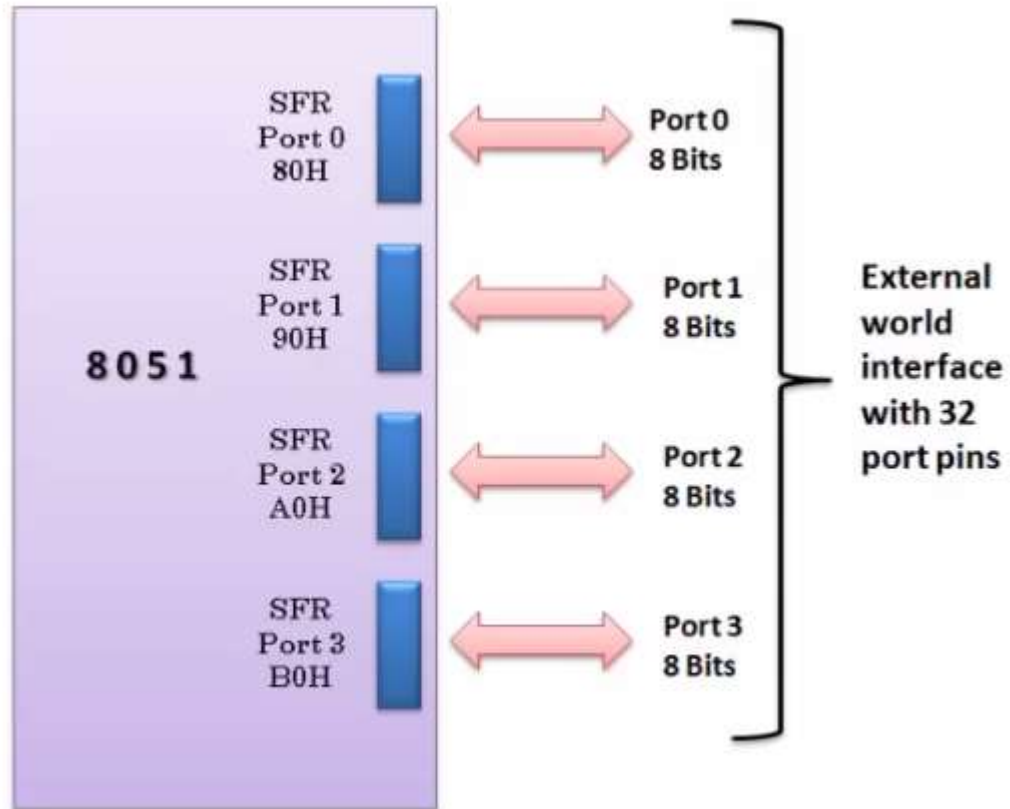 SFR
Port 0
80H
Port 0
8 Bits
SFR
Port 1
90H
Port 1
8 Bits
8051
External
world
interface
with 32
port pins
SFR
Port 2
A0H
Port 2
8 Bits
SFR
Port 3
B0H
Port 3
8 Bits